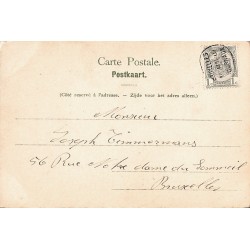 Carte Postale.
Postkaart.
(Côté réservé à l'adresse. — Zijde voor het adres alleen.)
Monsieur
Joseph Timmermans
56 Rue Notre dame du Sommeil
Bruxelles